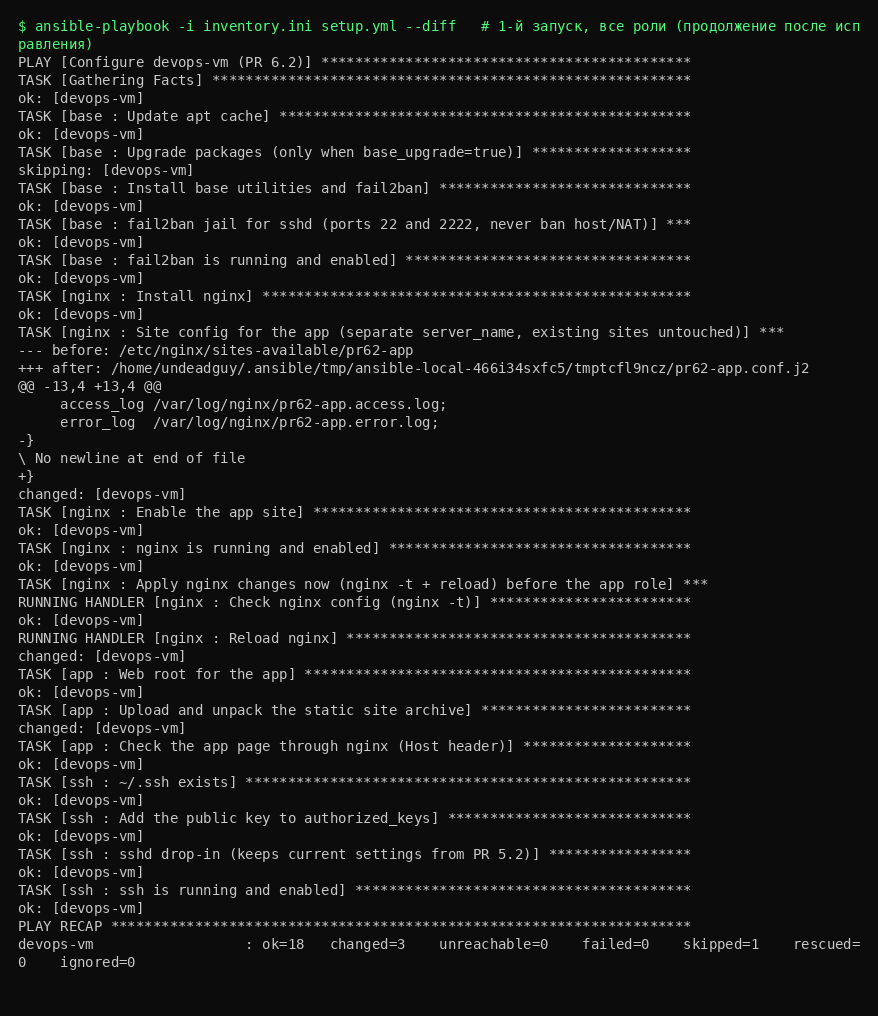 $ ansible-playbook -i inventory.ini setup.yml --diff   # 1-й запуск, все роли (продолжение после исп
равления)
PLAY [Configure devops-vm (PR 6.2)] ********************************************
TASK [Gathering Facts] *********************************************************
ok: [devops-vm]
TASK [base : Update apt cache] *************************************************
ok: [devops-vm]
TASK [base : Upgrade packages (only when base_upgrade=true)] *******************
skipping: [devops-vm]
TASK [base : Install base utilities and fail2ban] ******************************
ok: [devops-vm]
TASK [base : fail2ban jail for sshd (ports 22 and 2222, never ban host/NAT)] ***
ok: [devops-vm]
TASK [base : fail2ban is running and enabled] **********************************
ok: [devops-vm]
TASK [nginx : Install nginx] ***************************************************
ok: [devops-vm]
TASK [nginx : Site config for the app (separate server_name, existing sites untouched)] ***
--- before: /etc/nginx/sites-available/pr62-app
+++ after: /home/undeadguy/.ansible/tmp/ansible-local-466i34sxfc5/tmptcfl9ncz/pr62-app.conf.j2
@@ -13,4 +13,4 @@
     access_log /var/log/nginx/pr62-app.access.log;
     error_log  /var/log/nginx/pr62-app.error.log;
-}
\ No newline at end of file
+}
changed: [devops-vm]
TASK [nginx : Enable the app site] *********************************************
ok: [devops-vm]
TASK [nginx : nginx is running and enabled] ************************************
ok: [devops-vm]
TASK [nginx : Apply nginx changes now (nginx -t + reload) before the app role] ***
RUNNING HANDLER [nginx : Check nginx config (nginx -t)] ************************
ok: [devops-vm]
RUNNING HANDLER [nginx : Reload nginx] *****************************************
changed: [devops-vm]
TASK [app : Web root for the app] **********************************************
ok: [devops-vm]
TASK [app : Upload and unpack the static site archive] *************************
changed: [devops-vm]
TASK [app : Check the app page through nginx (Host header)] ********************
ok: [devops-vm]
TASK [ssh : ~/.ssh exists] *****************************************************
ok: [devops-vm]
TASK [ssh : Add the public key to authorized_keys] *****************************
ok: [devops-vm]
TASK [ssh : sshd drop-in (keeps current settings from PR 5.2)] *****************
ok: [devops-vm]
TASK [ssh : ssh is running and enabled] ****************************************
ok: [devops-vm]
PLAY RECAP *********************************************************************
devops-vm                  : ok=18   changed=3    unreachable=0    failed=0    skipped=1    rescued=
0    ignored=0